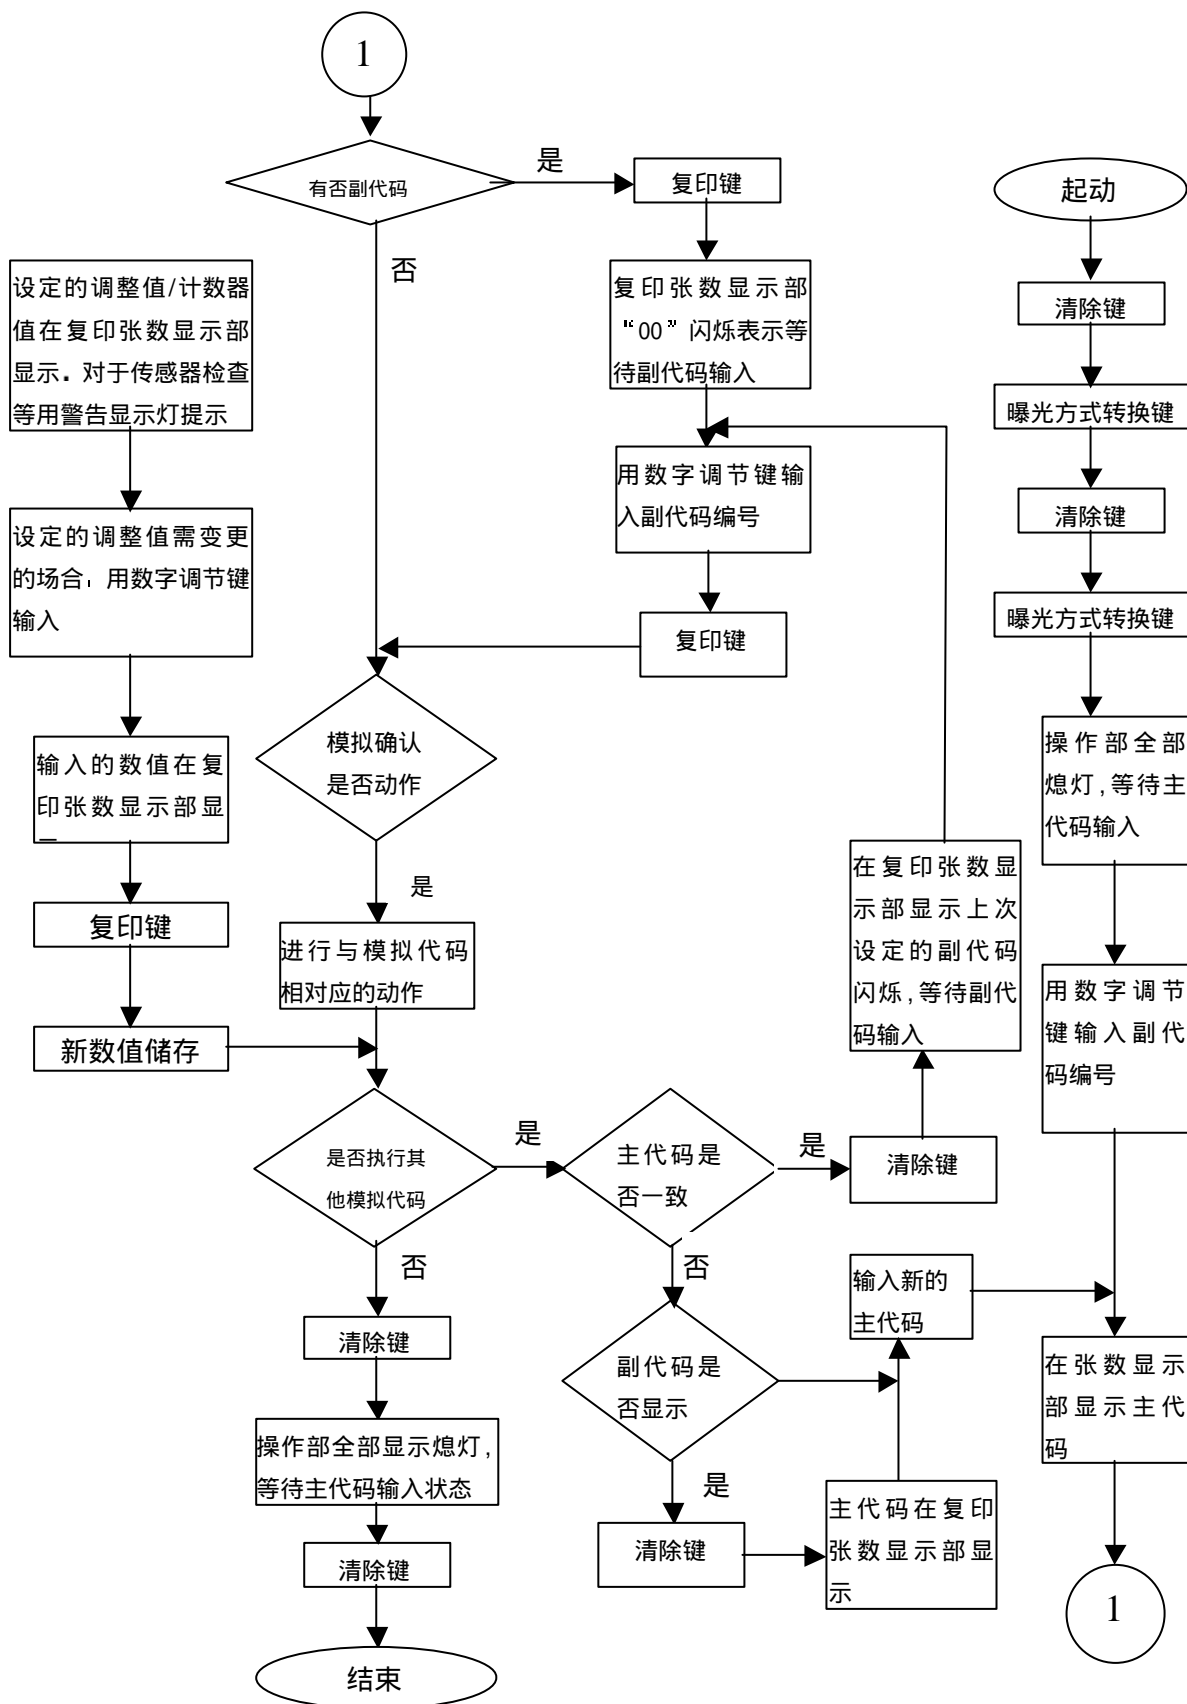 1
有否副代码
是
复印键
起动
否
设定的调整值/计数器
值在复印张数显示部
显示。对于传感器检查
等用警告显示灯提示
复印张数显示部
“00”闪烁表示等
待副代码输入
清除键
曝光方式转换键
用数字调节键输
入副代码编号
清除键
设定的调整值需变更
的场合，用数字调节键
输入
复印键
曝光方式转换键
模拟确认
是否动作
输入的数值在复
印张数显示部显
操作部全部
熄灯,等待主
代码输入
是
在复印张数显
示部显示上次
设定的副代码
闪烁,等待副代
码输入
复印键
进行与模拟代码
相对应的动作
用数字调节
键输入副代
码编号
新数值储存
是否执行其
他模拟代码
是
主代码是
否一致
是
清除键
否
否
输入新的
主代码
清除键
副代码是
否显示
在张数显示
部显示主代
码
操作部全部显示熄灯,
等待主代码输入状态
是
清除键
主代码在复印
张数显示部显
示
清除键
1
结束